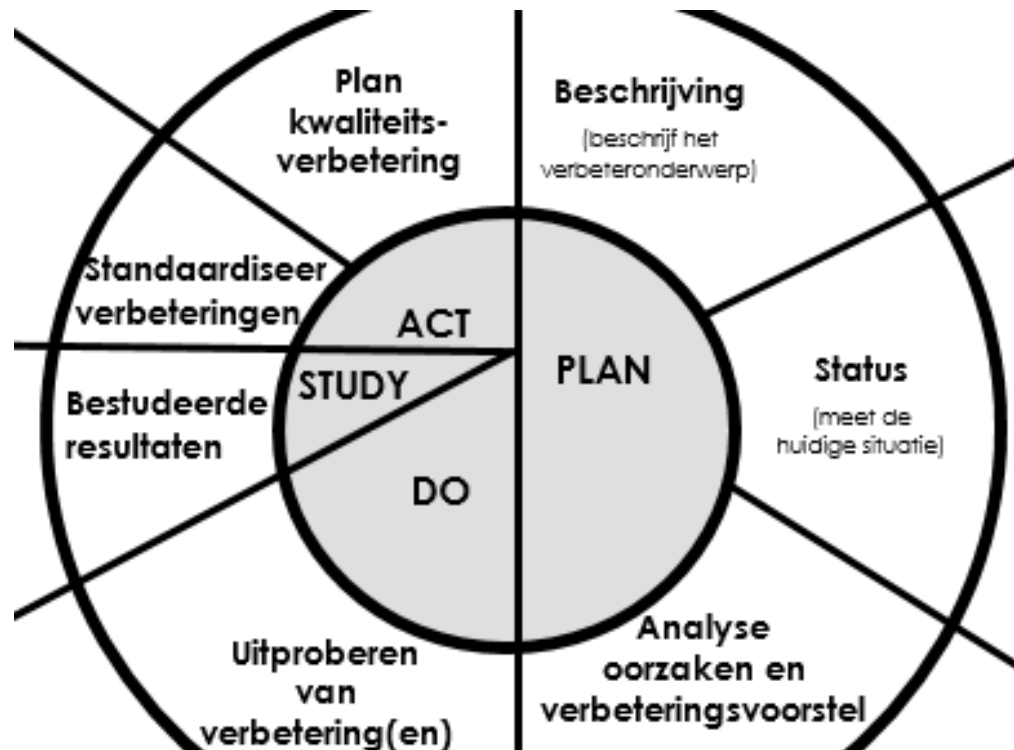 Plan
kwaliteits-
verbetering
Beschrijving
(beschrijf het
verbeteronderwerp)
Standaardiseer
verbeteringen
ACT
PLAN
STUDY
Status
(meet de
huidige situatie)
Bestudeerde
resultaten
DO
Uitproberen
van
verbetering(en)
Analyse
oorzaken en
verbeteringsvoorstel